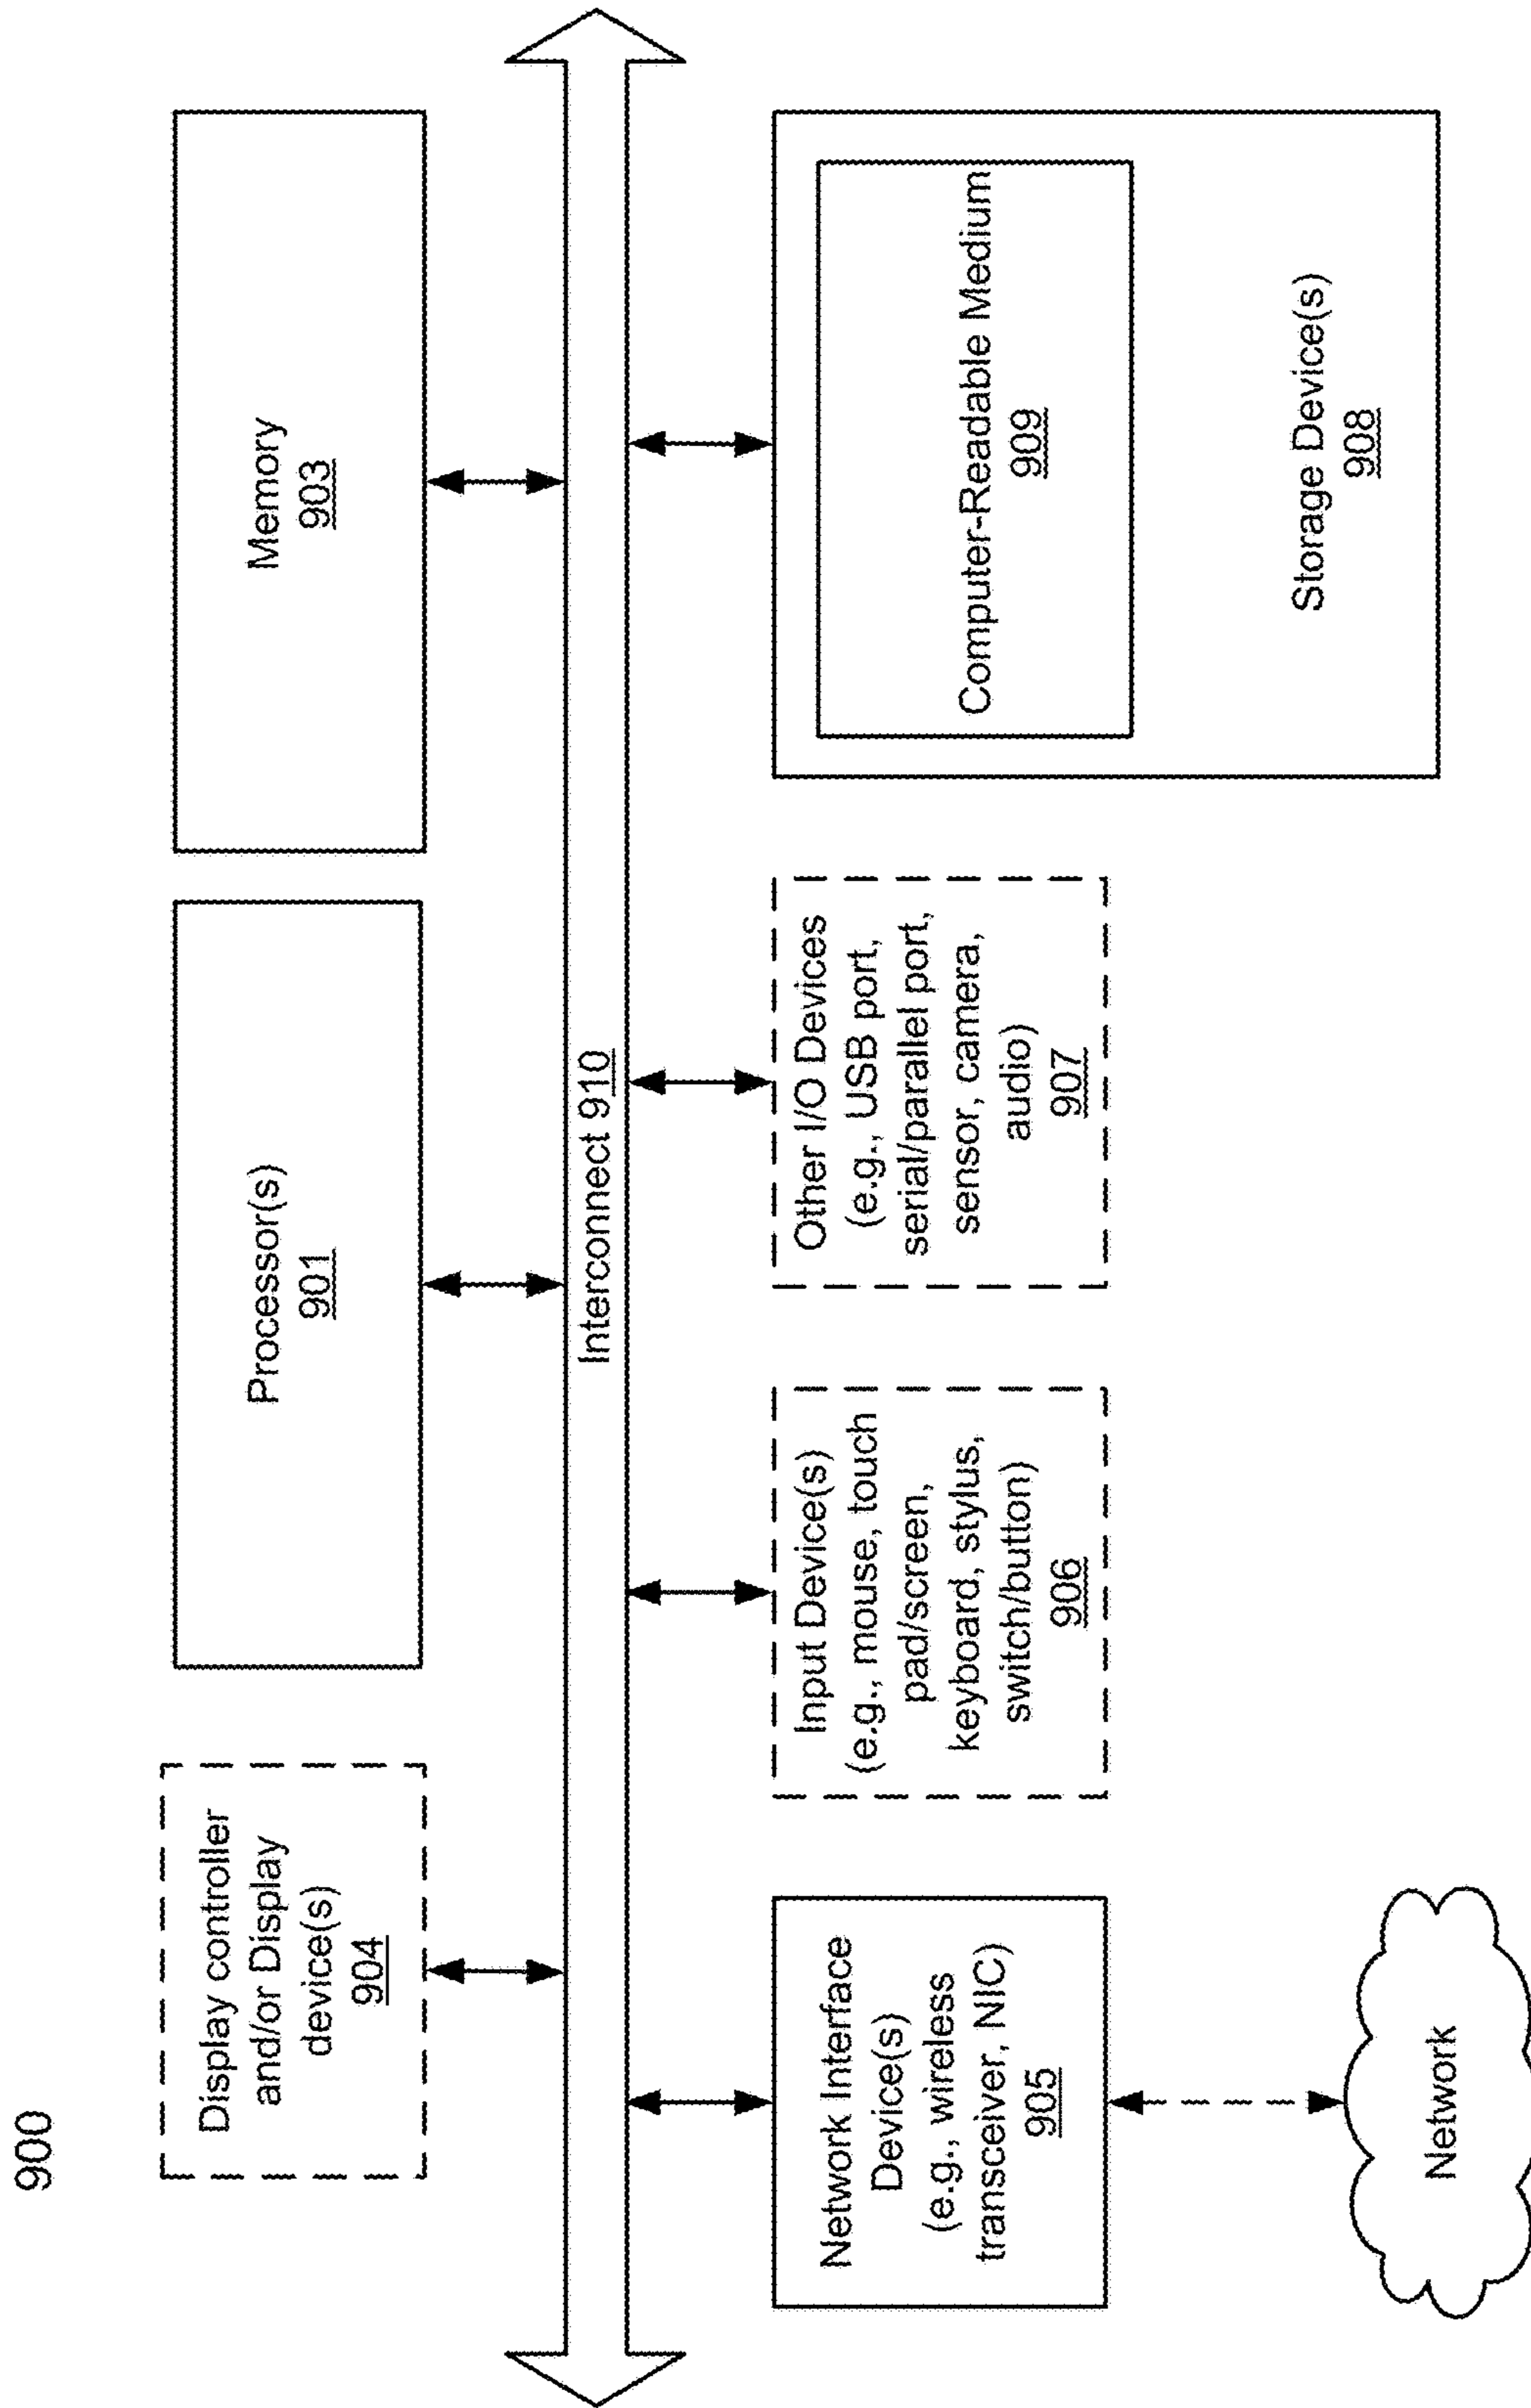 900
Display controller
and/or Display
device(s)
904
Processor(s)
901
Memory
903
Interconnect 910
Network Interface
Device(s)
(e.g., wireless
transceiver, NIC)
905
Input Device(s)
(e.g., mouse, touch
pad/screen,
keyboard, stylus,
switch/button)
906
Other I/O Devices
(e.g., USB port,
serial/parallel port,
sensor, camera,
audio)
907
Computer-Readable Medium
909
Storage Device(s)
908
Network